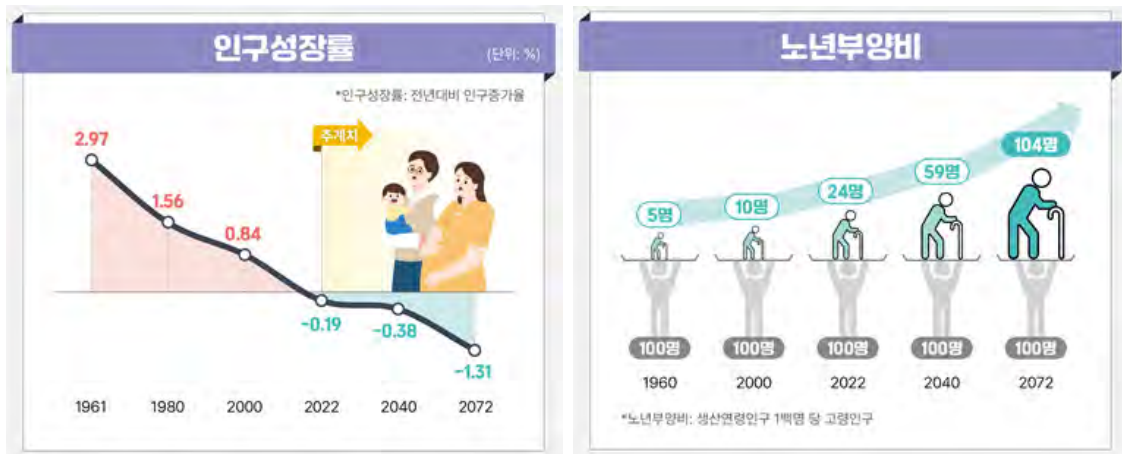 인구성장률
(단위: %)
*인구성장률: 전년대비 인구증가율
추계치
2.97
1.56
0.84
-0.19
-0.38
-1.31
1961 1980 2000 2022 2040 2072
노년부양비
5명 10명 24명 59명 104명
100명 100명 100명 100명 100명
1960 2000 2022 2040 2072
*노년부양비: 생산연령인구 1백명 당 고령인구